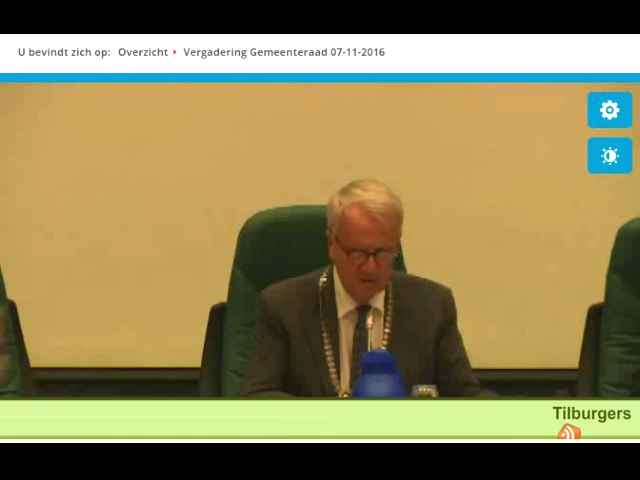 U bevindt zich op: Overzicht Vergadering Gemeenteraad 07-11-2016
Tilburgers